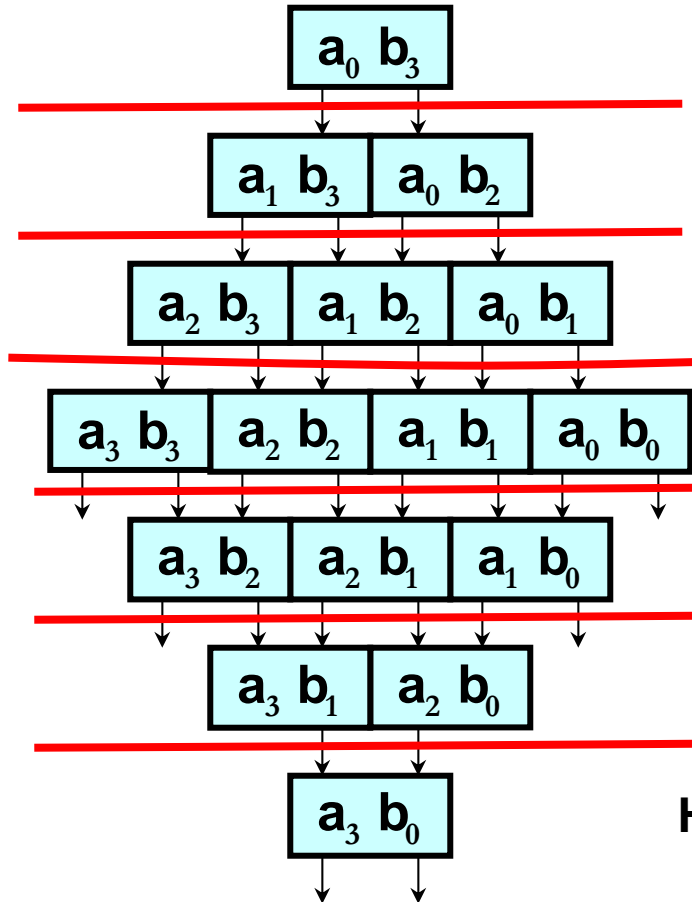 a₀ b₃
a₁ b₃ a₀ b₂
a₂ b₃ a₁ b₂ a₀ b₁
a₃ b₃ a₂ b₂ a₁ b₁ a₀ b₀
a₃ b₂ a₂ b₁ a₁ b₀
a₃ b₁ a₂ b₀
a₃ b₀
H